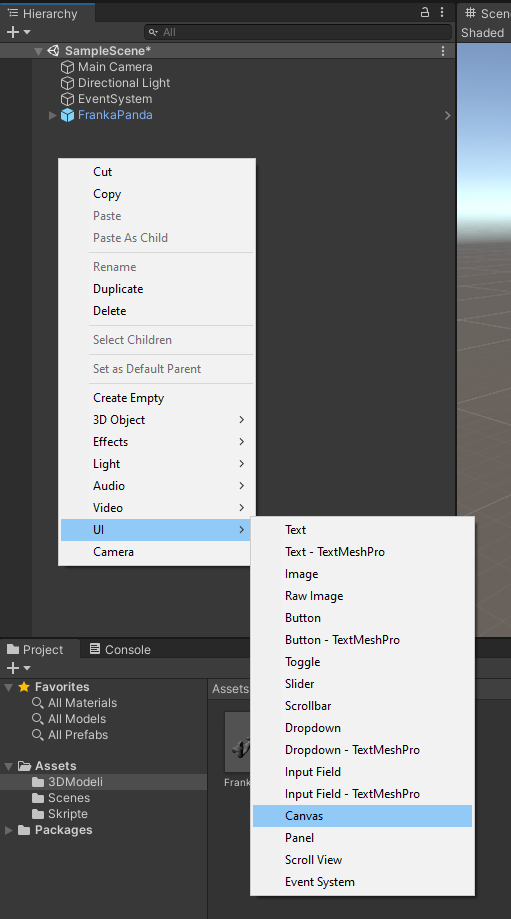 Hierarchy
Scen
All
Shaded
SampleScene*
Main Camera
Directional Light
EventSystem
FrankaPanda
Cut
Copy
Paste
Paste As Child
Rename
Duplicate
Delete
Select Children
Set as Default Parent
Create Empty
3D Object
Effects
Light
Audio
Video
UI
Camera
Text
Text - TextMeshPro
Image
Raw Image
Button
Button - TextMeshPro
Toggle
Slider
Scrollbar
Dropdown
Dropdown - TextMeshPro
Input Field
Input Field - TextMeshPro
Canvas
Panel
Scroll View
Event System
Project
Console
Favorites
All Materials
All Models
All Prefabs
Assets
3DModeli
Scenes
Skripte
Packages
Assets
Frank